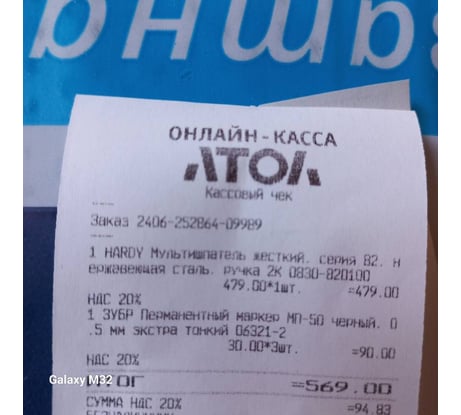 ОНЛАЙН-КАССА
АТОЛ
Кассовый чек
Заказ 2406-252864-09989
1 HARDY Мультишпатель жесткий. серия 82. н
ержавеющая сталь. ручка 2К 0830-820100
479.00*1шт. =479.00
НДС 20%
1 ЗУБР Перманентный маркер МП-50 черный. 0
.5 мм экстра тонкий 06321-2
30.00*3шт. =90.00
НДС 20%
ИТОГ =569.00
СУММА НДС 20% =94.83
Galaxy M32